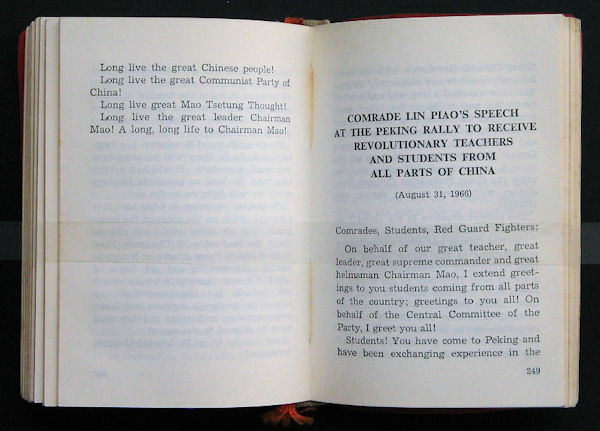 Long live the great Chinese people!
Long live the great Communist Party of
China!
Long live great Mao Tsetung Thought!
Long live the great leader Chairman
Mao! A long, long life to Chairman Mao!
COMRADE LIN PIAO'S SPEECH
AT THE PEKING RALLY TO RECEIVE
REVOLUTIONARY TEACHERS
AND STUDENTS FROM
ALL PARTS OF CHINA
(August 31, 1966)
Comrades, Students, Red Guard Fighters:
On behalf of our great teacher, great
leader, great supreme commander and great
helmsman Chairman Mao, I extend greet-
ings to you students coming from all parts
of the country; greetings to you all! On
behalf of the Central Committee of the
Party, I greet you all!
Students! You have come to Peking and
have been exchanging experience in the
249